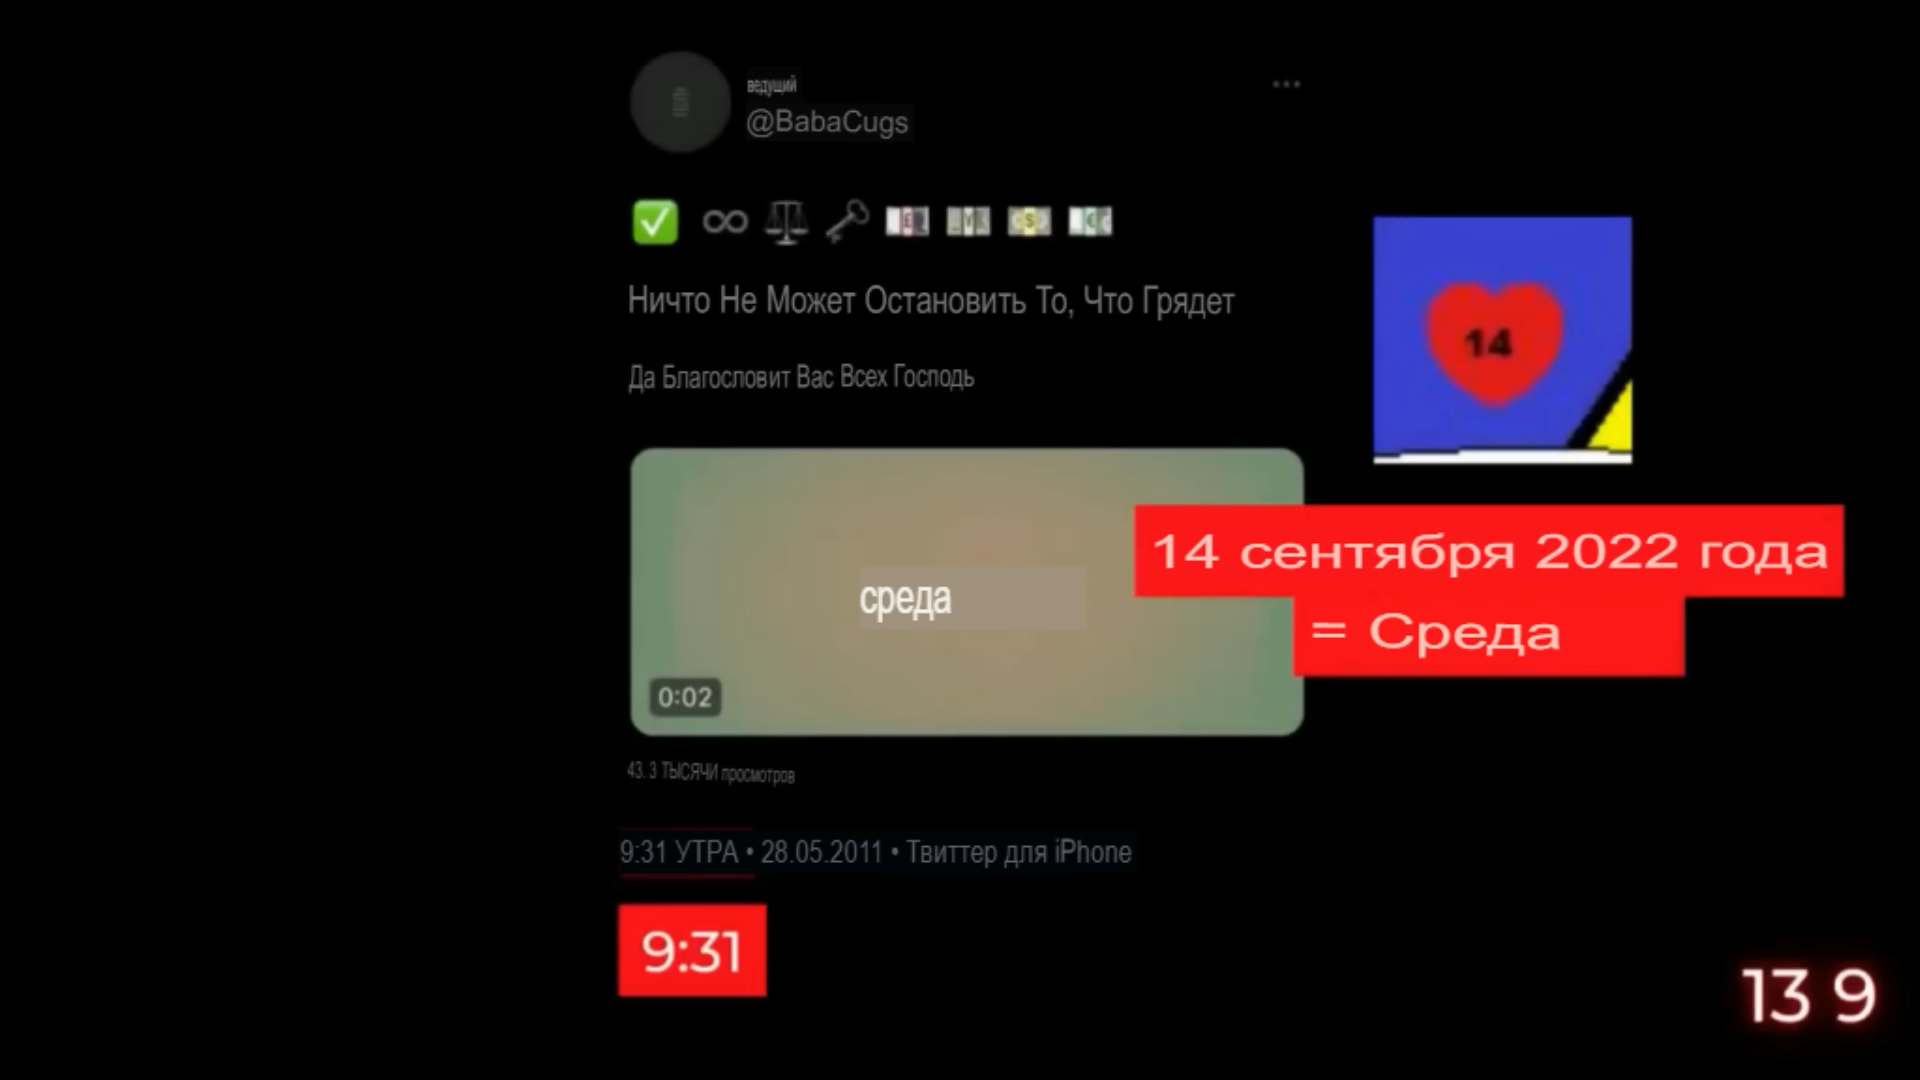 ведущий
@BabaCugs
Ничто Не Может Остановить То, Что Грядет
Да Благословит Вас Всех Господь
14
14 сентября 2022 года
= Среда
среда
0:02
43. 3 ТЫСЯЧИ просмотров
9:31 УТРА • 28.05.2011 • Твиттер для iPhone
9:31
13 9